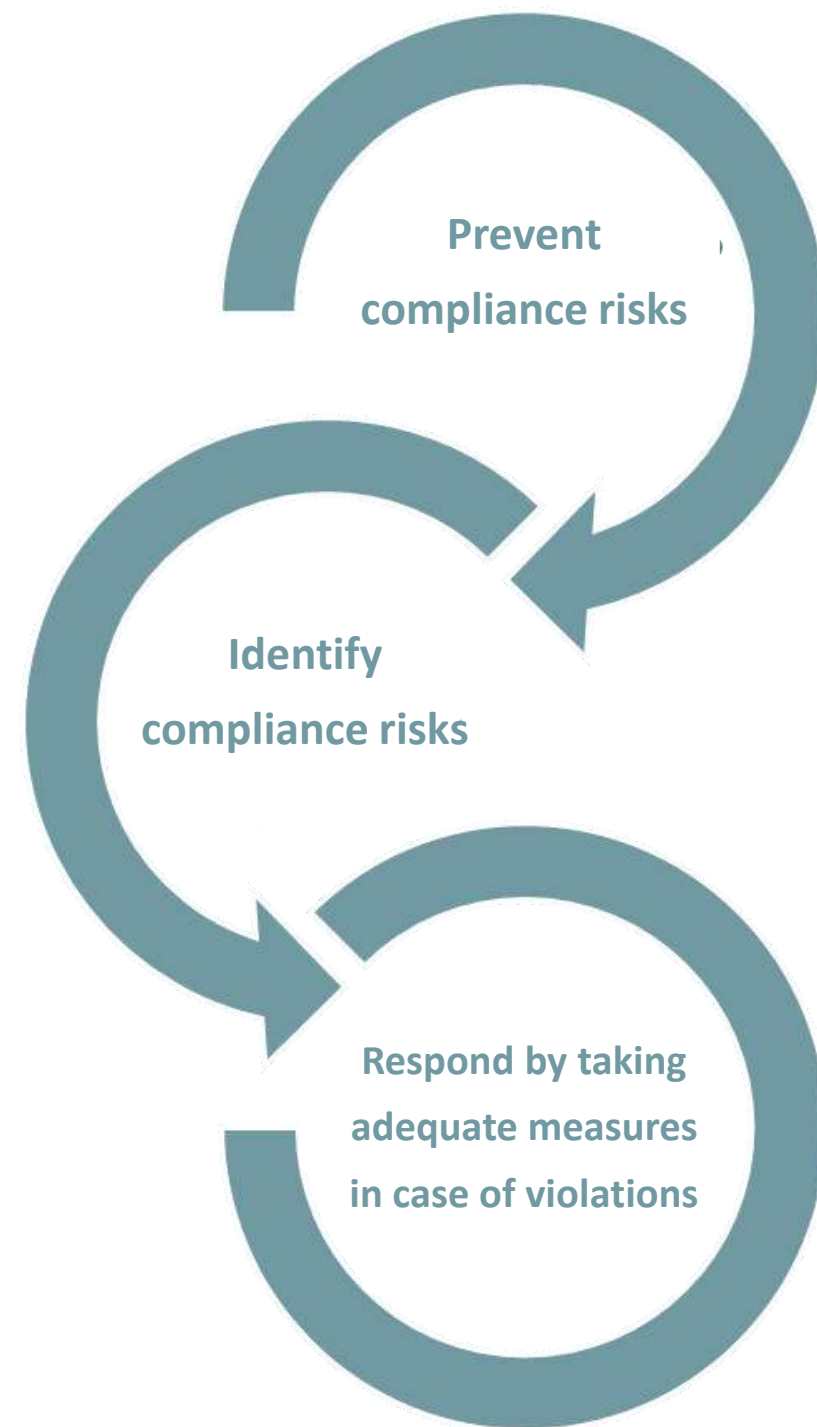 Prevent
compliance risks
Identify
compliance risks
Respond by taking
adequate measures
in case of violations